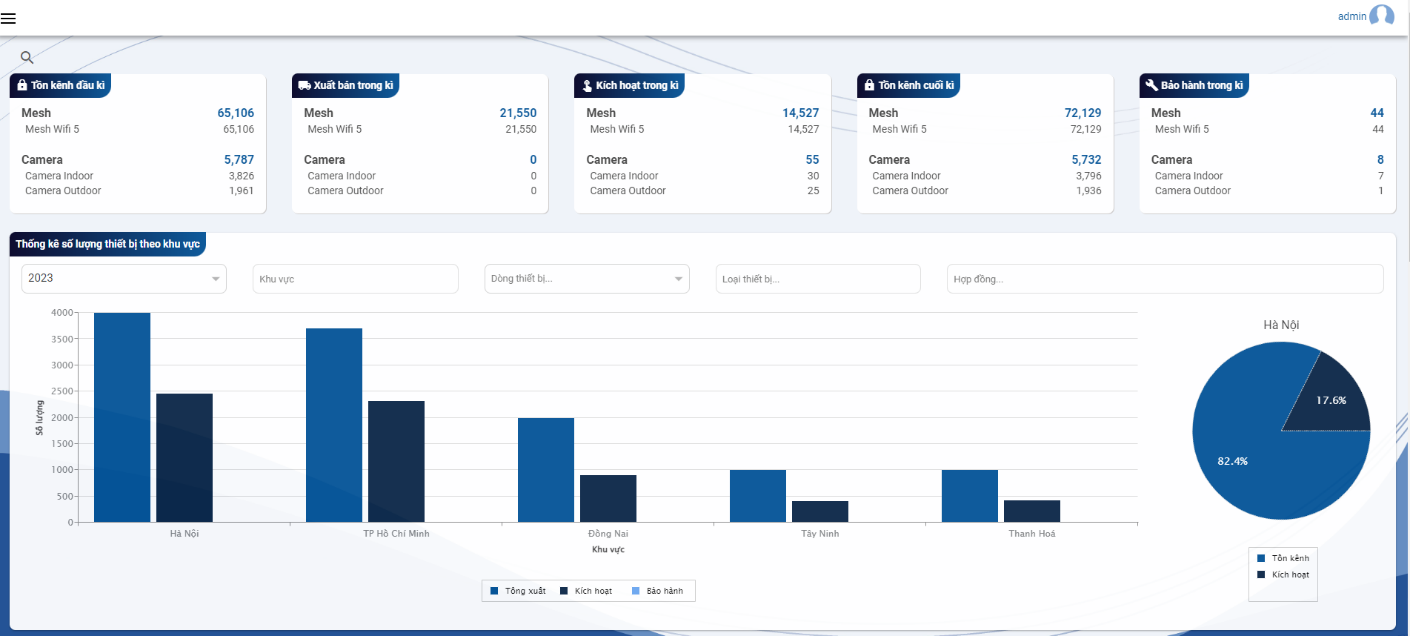 admin
Tồn kênh đầu kì
Mesh 65,106
Mesh Wifi 5 65,106
Camera 5,787
Camera Indoor 3,826
Camera Outdoor 1,961
Xuất bán trong kì
Mesh 21,550
Mesh Wifi 5 21,550
Camera 0
Camera Indoor 0
Camera Outdoor 0
Kích hoạt trong kì
Mesh 14,527
Mesh Wifi 5 14,527
Camera 55
Camera Indoor 30
Camera Outdoor 25
Tồn kênh cuối kì
Mesh 72,129
Mesh Wifi 5 72,129
Camera 5,732
Camera Indoor 3,796
Camera Outdoor 1,936
Bảo hành trong kì
Mesh 44
Mesh Wifi 5 44
Camera 8
Camera Indoor 7
Camera Outdoor 1
Thống kê số lượng thiết bị theo khu vực
2023 Khu vực Dòng thiết bị... Loại thiết bị... Hợp đồng...
4000
3500
3000
2500
2000
1500
1000
500
0
Số lượng
Hà Nội TP Hồ Chí Minh Đồng Nai Tây Ninh Thanh Hoá
Khu vực
Tổng xuất Kích hoạt Bảo hành
Hà Nội
17.6%
82.4%
Tồn kênh
Kích hoạt